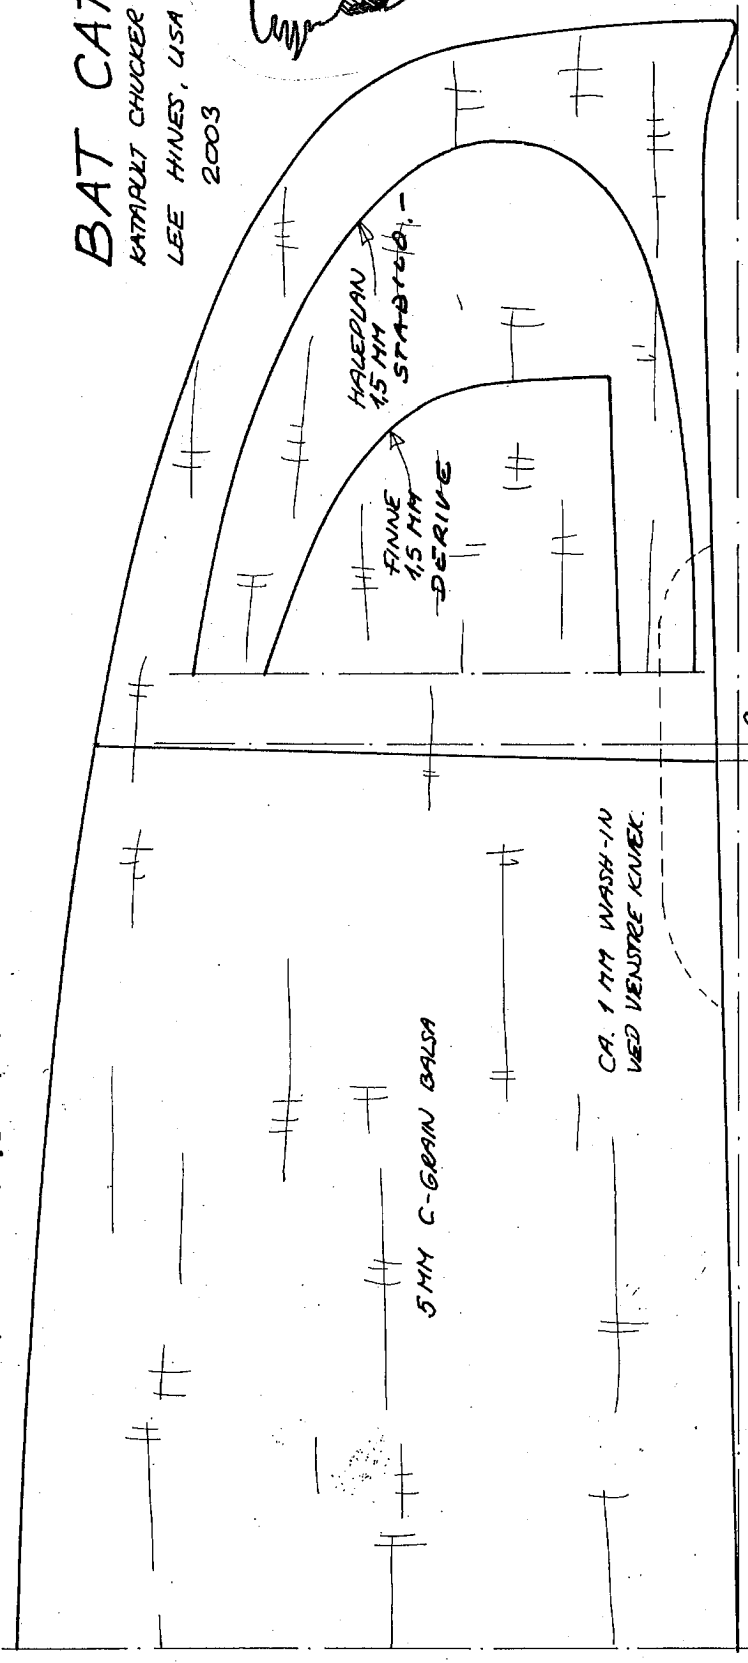 BAT CAT
KATAPULT CHUCKER
LEE HINES, USA
2003
HALEPLAN
1,5 MM
STABILO.-
FINNE
1,5 MM
DERIVE
5 MM C-GRAIN BALSA
CA. 1 MM WASH-IN
VED VENSTRE KNÆK.